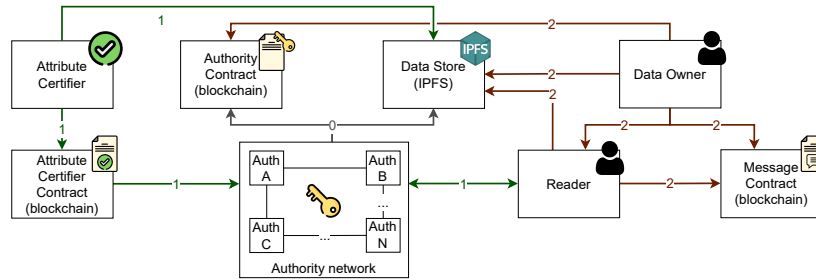 1
2
Attribute
Certifier
Authority
Contract
(blockchain)
Data Store
(IPFS)
IPFS
Data Owner
2
2
1
0
2
2
Attribute
Certifier
Contract
(blockchain)
1
Auth
A
Auth
B
...
Auth
C
...
Auth
N
Authority network
1
Reader
2
Message
Contract
(blockchain)